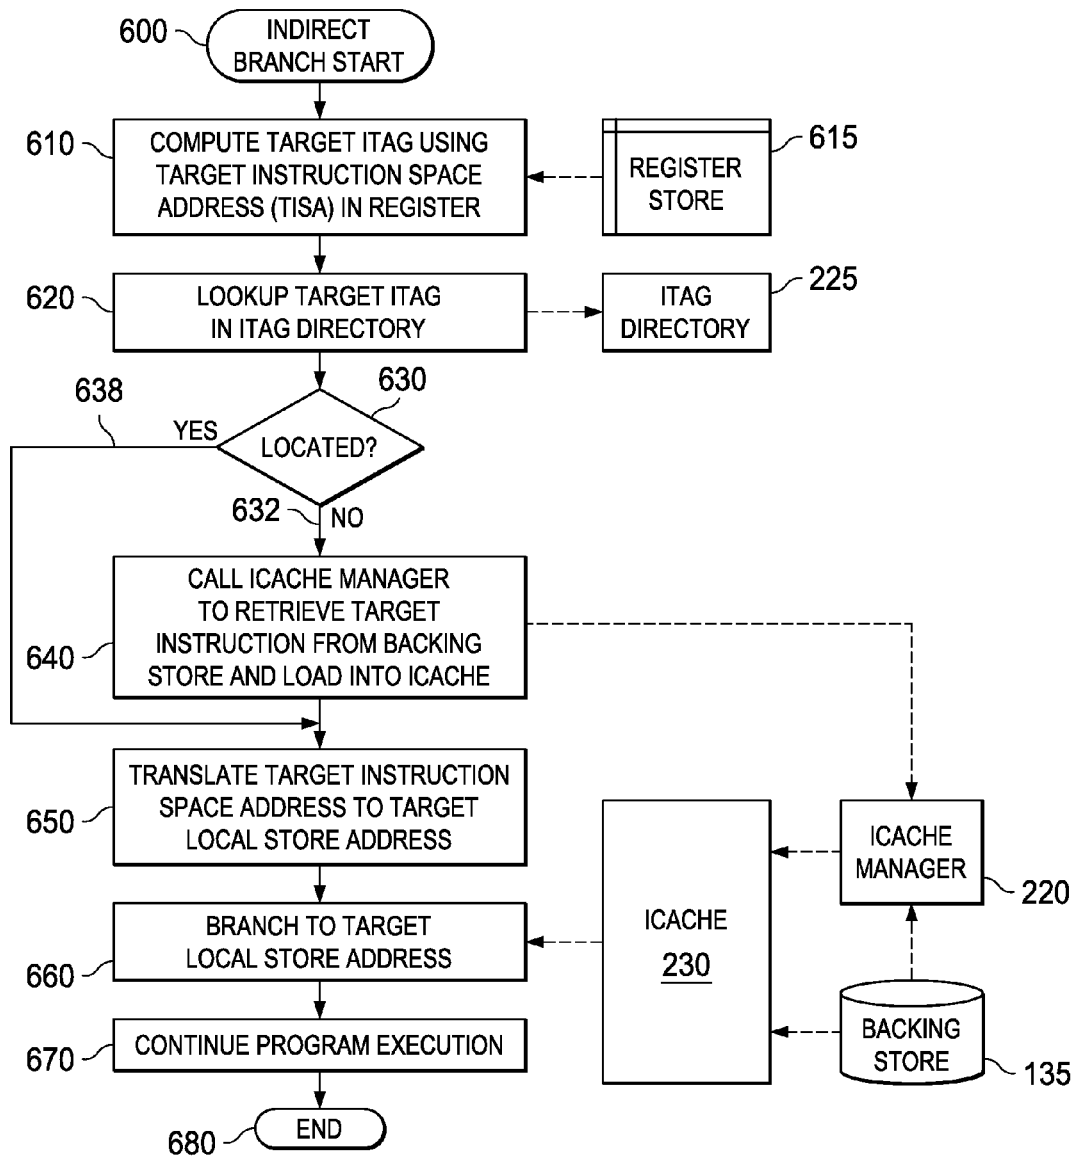 600
INDIRECT
BRANCH START
610
COMPUTE TARGET ITAG USING
TARGET INSTRUCTION SPACE
ADDRESS (TISA) IN REGISTER
615
REGISTER
STORE
620
LOOKUP TARGET ITAG
IN ITAG DIRECTORY
225
ITAG
DIRECTORY
638
630
YES
LOCATED?
632
NO
640
CALL ICACHE MANAGER
TO RETRIEVE TARGET
INSTRUCTION FROM BACKING
STORE AND LOAD INTO ICACHE
650
TRANSLATE TARGET INSTRUCTION
SPACE ADDRESS TO TARGET
LOCAL STORE ADDRESS
ICACHE
MANAGER
220
660
BRANCH TO TARGET
LOCAL STORE ADDRESS
ICACHE
230
670
CONTINUE PROGRAM EXECUTION
BACKING
STORE
135
680
END